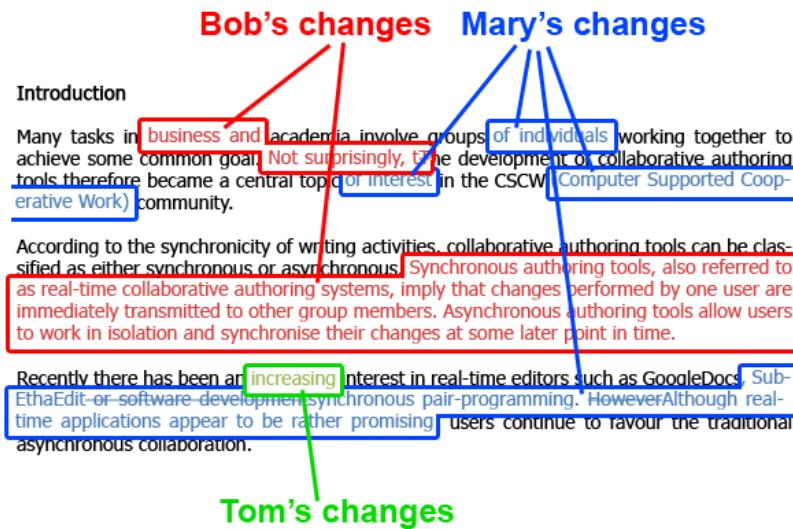 Bob's changes Mary's changes
Introduction
Many tasks in business and academia involve groups of individuals working together to
achieve some common goal. Not surprisingly, tThe development of collaborative authoring
tools therefore became a central topic of interest in the CSCW (Computer Supported Coop-
erative Work) community.
According to the synchronicity of writing activities, collaborative authoring tools can be clas-
sified as either synchronous or asynchronous. Synchronous authoring tools, also referred to
as real-time collaborative authoring systems, imply that changes performed by one user are
immediately transmitted to other group members. Asynchronous authoring tools allow users
to work in isolation and synchronise their changes at some later point in time.
Recently there has been an increasing interest in real-time editors such as GoogleDocs, Sub-
EthaEdit or software development synchronous pair-programming. HoweverAlthough real-
time applications appear to be rather promising, users continue to favour the traditional
asynchronous collaboration.
Tom's changes